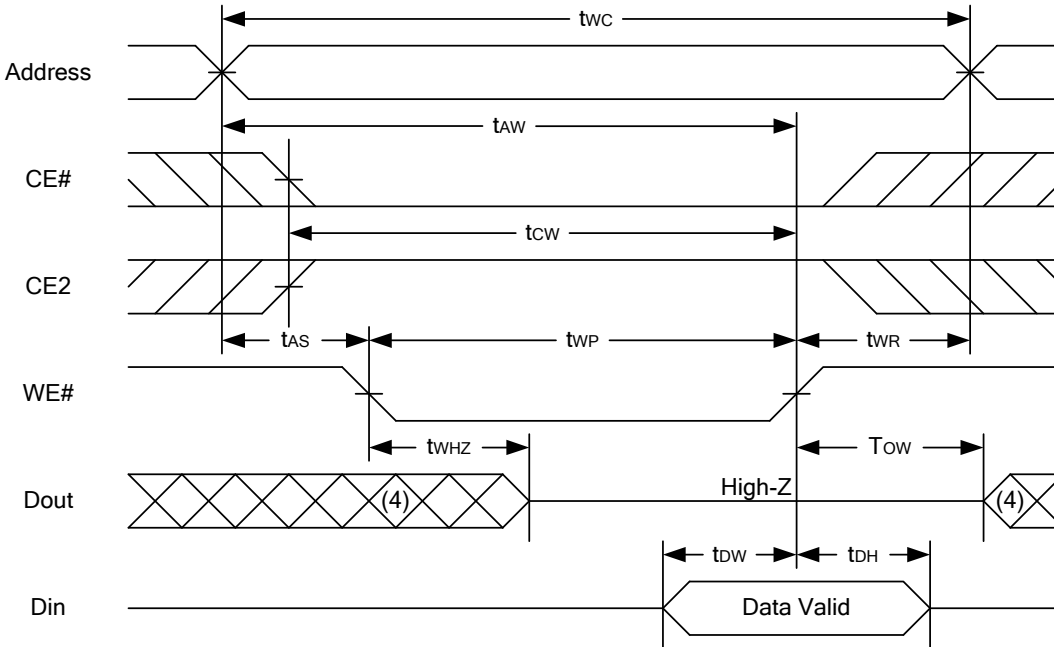 tWC
Address
tAW
CE#
tCW
CE2
tAS tWP tWR
WE#
tWHZ TOW
Dout (4) High-Z (4)
tDW tDH
Din Data Valid